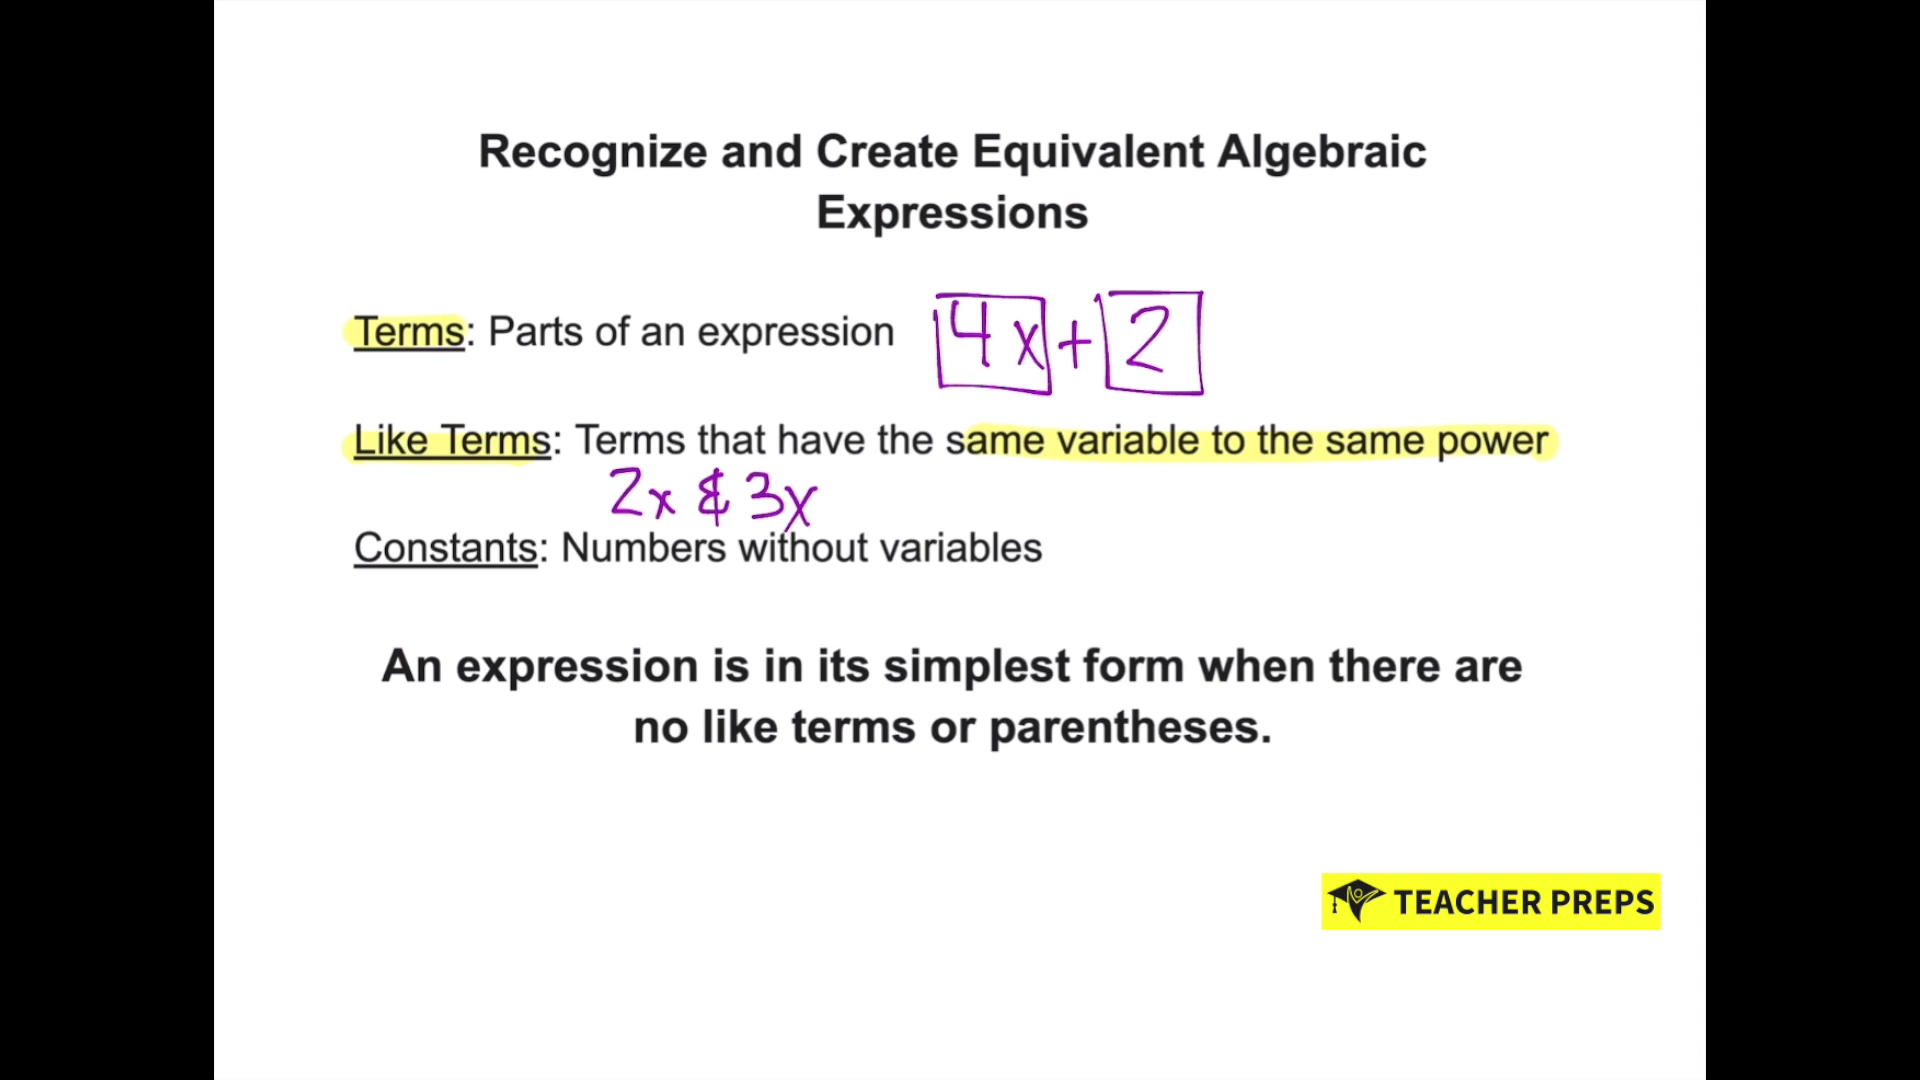 Recognize and Create Equivalent Algebraic
Expressions
Terms: Parts of an expression 4x + 2
Like Terms: Terms that have the same variable to the same power
2x & 3x
Constants: Numbers without variables
An expression is in its simplest form when there are
no like terms or parentheses.
TEACHER PREPS